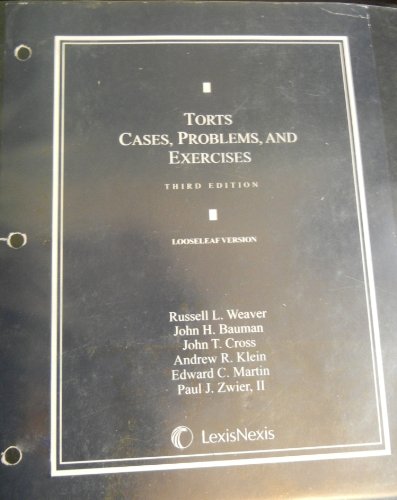 TORTS
CASES, PROBLEMS, AND
EXERCISES
THIRD EDITION
LOOSELEAF VERSION
Russell L. Weaver
John H. Bauman
John T. Cross
Andrew R. Klein
Edward C. Martin
Paul J. Zwier, II
LexisNexis